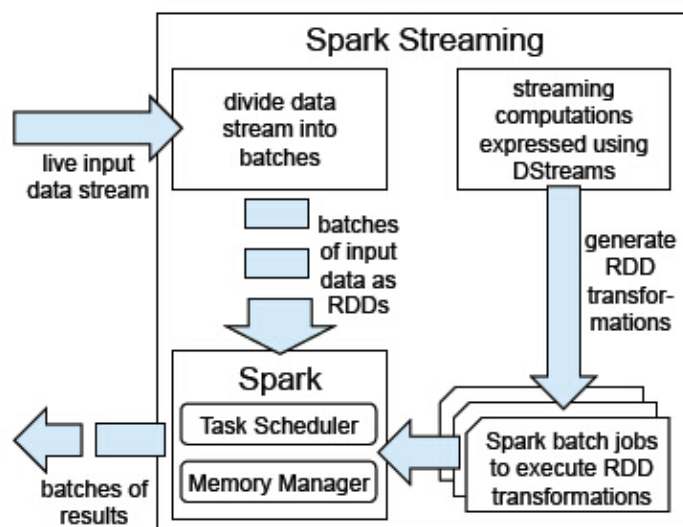 Spark Streaming
divide data
stream into
batches
streaming
computations
expressed using
DStreams
live input
data stream
batches
of input
data as
RDDs
generate
RDD
transfor-
mations
Spark
Task Scheduler
Memory Manager
Spark batch jobs
to execute RDD
transformations
batches of
results